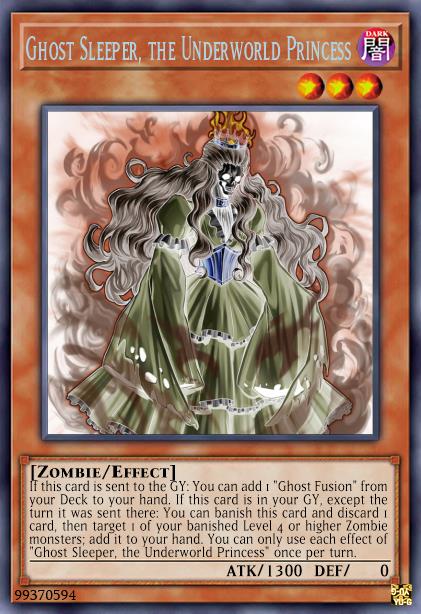 Ghost Sleeper, the Underworld Princess
DARK
闇
[Zombie/Effect]
If this card is sent to the GY: You can add 1 "Ghost Fusion" from
your Deck to your hand. If this card is in your GY, except the
turn it was sent there: You can banish this card and discard 1
card, then target 1 of your banished Level 4 or higher Zombie
monsters; add it to your hand. You can only use each effect of
"Ghost Sleeper, the Underworld Princess" once per turn.
ATK/1300 DEF/ 0
99370594